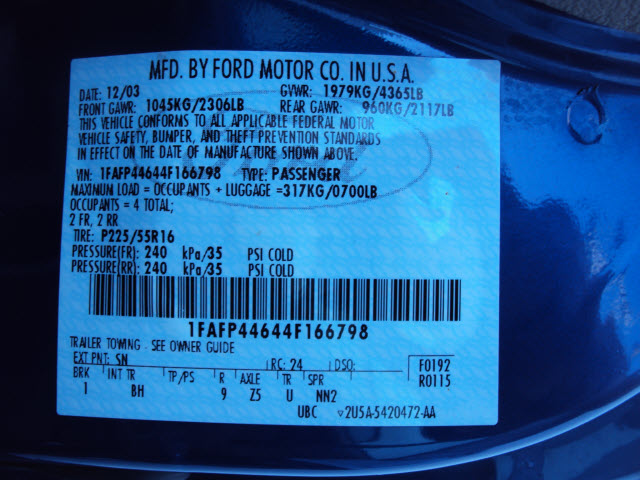 MFD. BY FORD MOTOR CO. IN U.S.A.
DATE: 12/03 GVWR: 1979KG/4365LB
FRONT GAWR: 1045KG/2306LB REAR GAWR: 960KG/2117LB
THIS VEHICLE CONFORMS TO ALL APPLICABLE FEDERAL MOTOR
VEHICLE SAFETY, BUMPER, AND THEFT PREVENTION STANDARDS
IN EFFECT ON THE DATE OF MANUFACTURE SHOWN ABOVE.
VIN: 1FAFP44644F166798 TYPE: PASSENGER
MAXIMUM LOAD = OCCUPANTS + LUGGAGE = 317KG/0700LB
OCCUPANTS = 4 TOTAL;
2 FR, 2 RR
TIRE: P225/55R16
PRESSURE(FR): 240 kPa/35 PSI COLD
PRESSURE(RR): 240 kPa/35 PSI COLD
1FAFP44644F166798
TRAILER TOWING - SEE OWNER GUIDE
EXT PNT: SN RC: 24 DSO: F0192
BRK INT TR TP/PS R AXLE TR SPR R0115
1 BH 9 Z5 U NN2
UBC 2U5A-5420472-AA